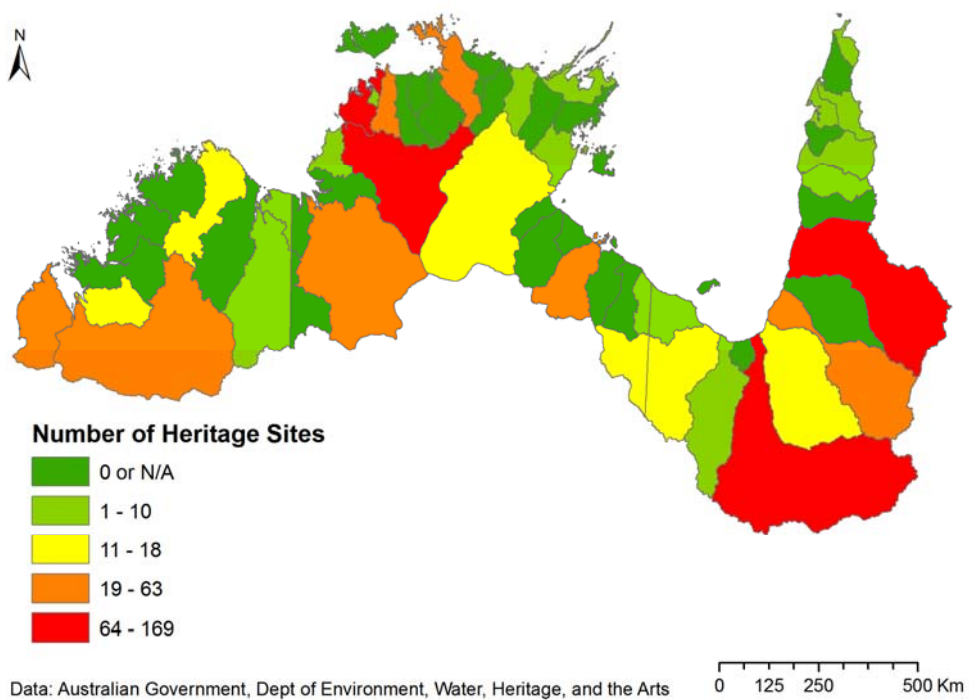 N
Number of Heritage Sites
0 or N/A
1 - 10
11 - 18
19 - 63
64 - 169
Data: Australian Government, Dept of Environment, Water, Heritage, and the Arts
0 125 250 500 Km